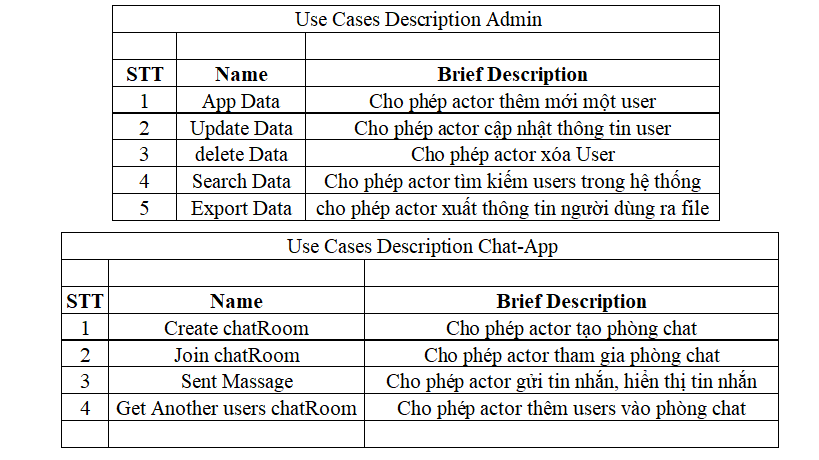 Use Cases Description Admin
STT Name Brief Description
1 App Data Cho phép actor thêm mới một user
2 Update Data Cho phép actor cập nhật thông tin user
3 delete Data Cho phép actor xóa User
4 Search Data Cho phép actor tìm kiếm users trong hệ thống
5 Export Data cho phép actor xuất thông tin người dùng ra file
Use Cases Description Chat-App
STT Name Brief Description
1 Create chatRoom Cho phép actor tạo phòng chat
2 Join chatRoom Cho phép actor tham gia phòng chat
3 Sent Massage Cho phép actor gửi tin nhắn, hiển thị tin nhắn
4 Get Another users chatRoom Cho phép actor thêm users vào phòng chat